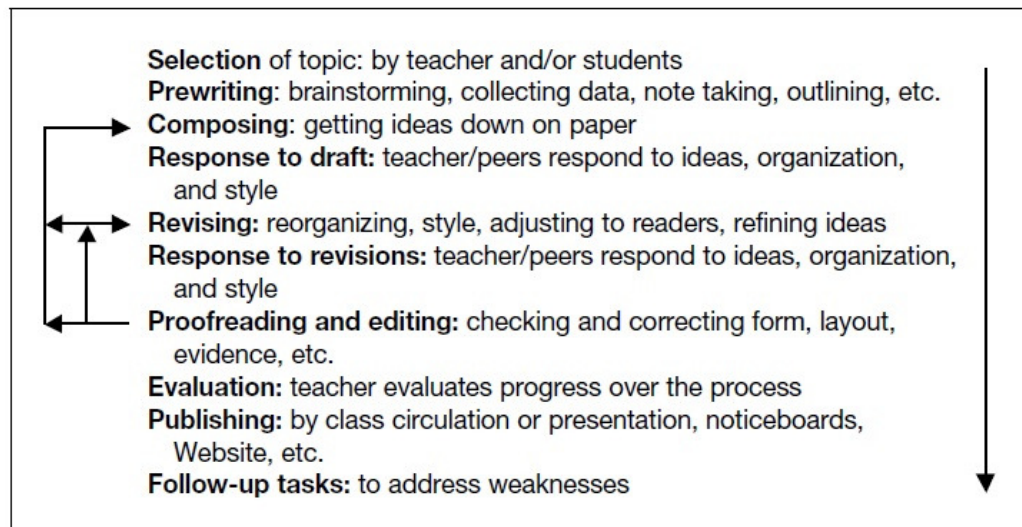 Selection of topic: by teacher and/or students
Prewriting: brainstorming, collecting data, note taking, outlining, etc.
Composing: getting ideas down on paper
Response to draft: teacher/peers respond to ideas, organization,
and style
Revising: reorganizing, style, adjusting to readers, refining ideas
Response to revisions: teacher/peers respond to ideas, organization,
and style
Proofreading and editing: checking and correcting form, layout,
evidence, etc.
Evaluation: teacher evaluates progress over the process
Publishing: by class circulation or presentation, noticeboards,
Website, etc.
Follow-up tasks: to address weaknesses